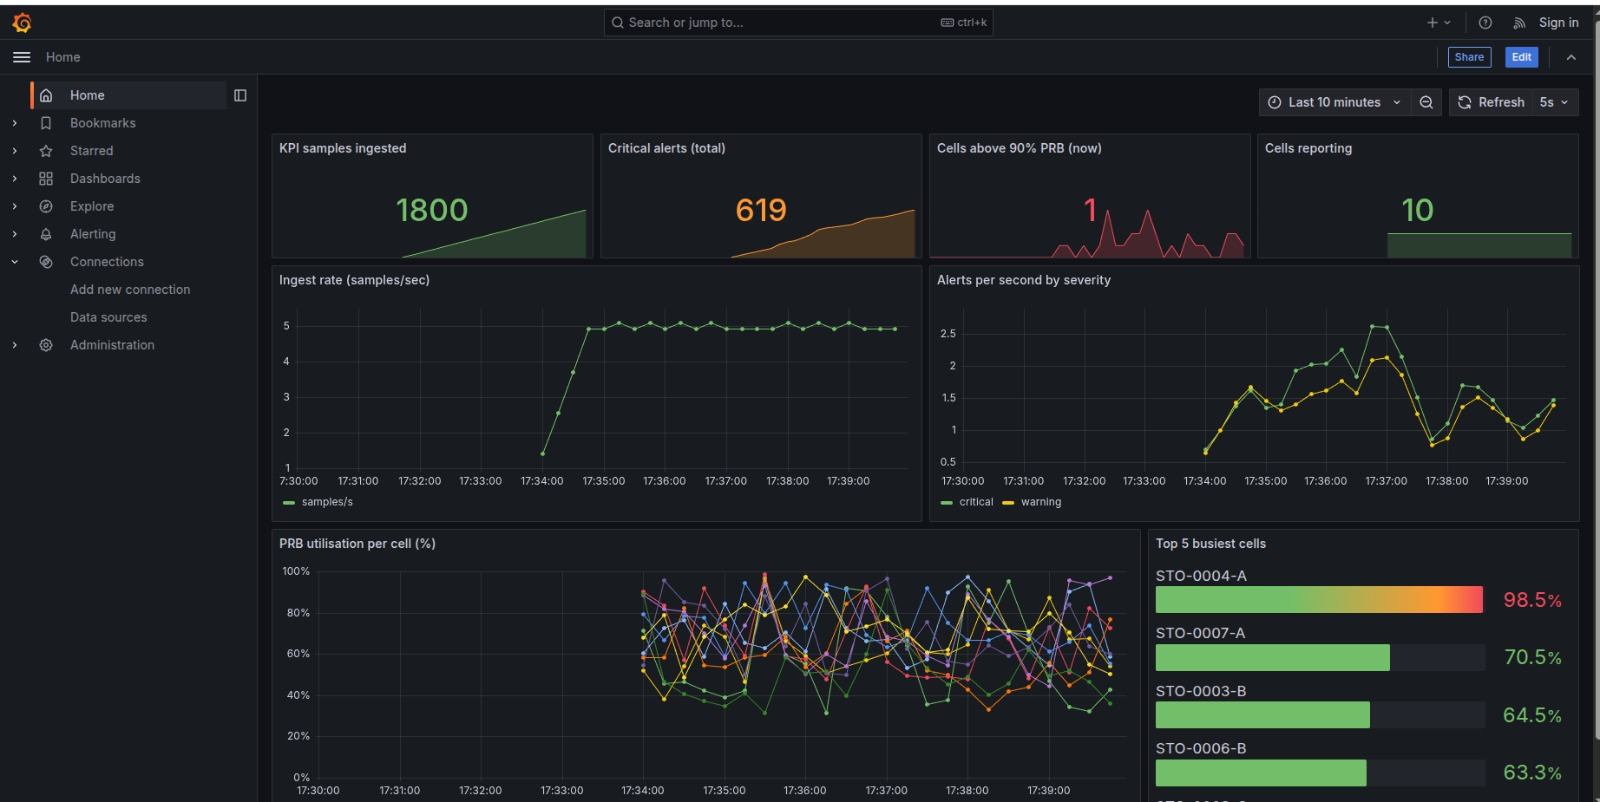 Search or jump to...
ctrl+k
Sign in
Home
Share
Edit
Home
Bookmarks
Starred
Dashboards
Explore
Alerting
Connections
Add new connection
Data sources
Administration
Last 10 minutes
Refresh
5s
KPI samples ingested
1800
Critical alerts (total)
619
Cells above 90% PRB (now)
1
Cells reporting
10
Ingest rate (samples/sec)
5
4
3
2
1
7:30:00 17:31:00 17:32:00 17:33:00 17:34:00 17:35:00 17:36:00 17:37:00 17:38:00 17:39:00
samples/s
Alerts per second by severity
2.5
2
1.5
1
0.5
17:30:00 17:31:00 17:32:00 17:33:00 17:34:00 17:35:00 17:36:00 17:37:00 17:38:00 17:39:00
critical warning
PRB utilisation per cell (%)
100%
80%
60%
40%
20%
0%
17:30:00 17:31:00 17:32:00 17:33:00 17:34:00 17:35:00 17:36:00 17:37:00 17:38:00 17:39:00
Top 5 busiest cells
STO-0004-A
98.5%
STO-0007-A
70.5%
STO-0003-B
64.5%
STO-0006-B
63.3%